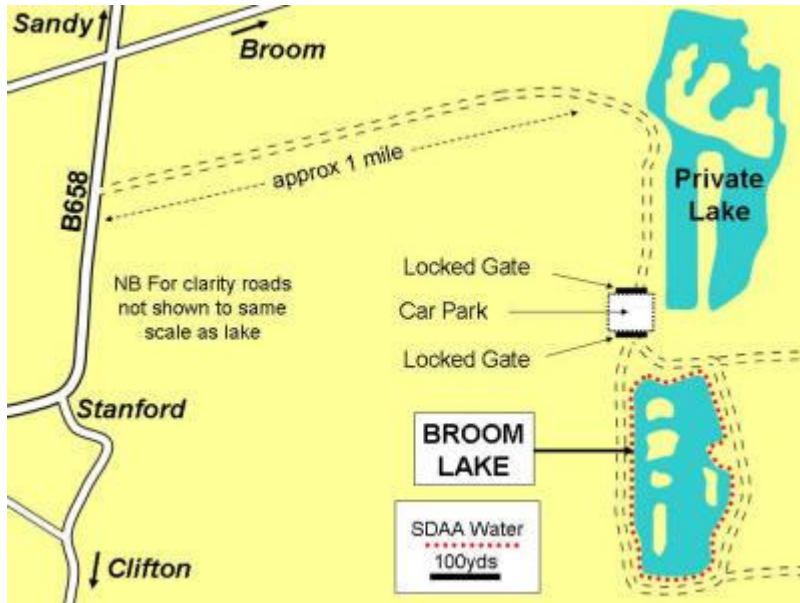 Sandy
Broom
approx 1 mile
B658
Private
Lake
NB For clarity roads
not shown to same
scale as lake
Locked Gate
Car Park
Locked Gate
Stanford
BROOM
LAKE
SDAA Water
100yds
Clifton